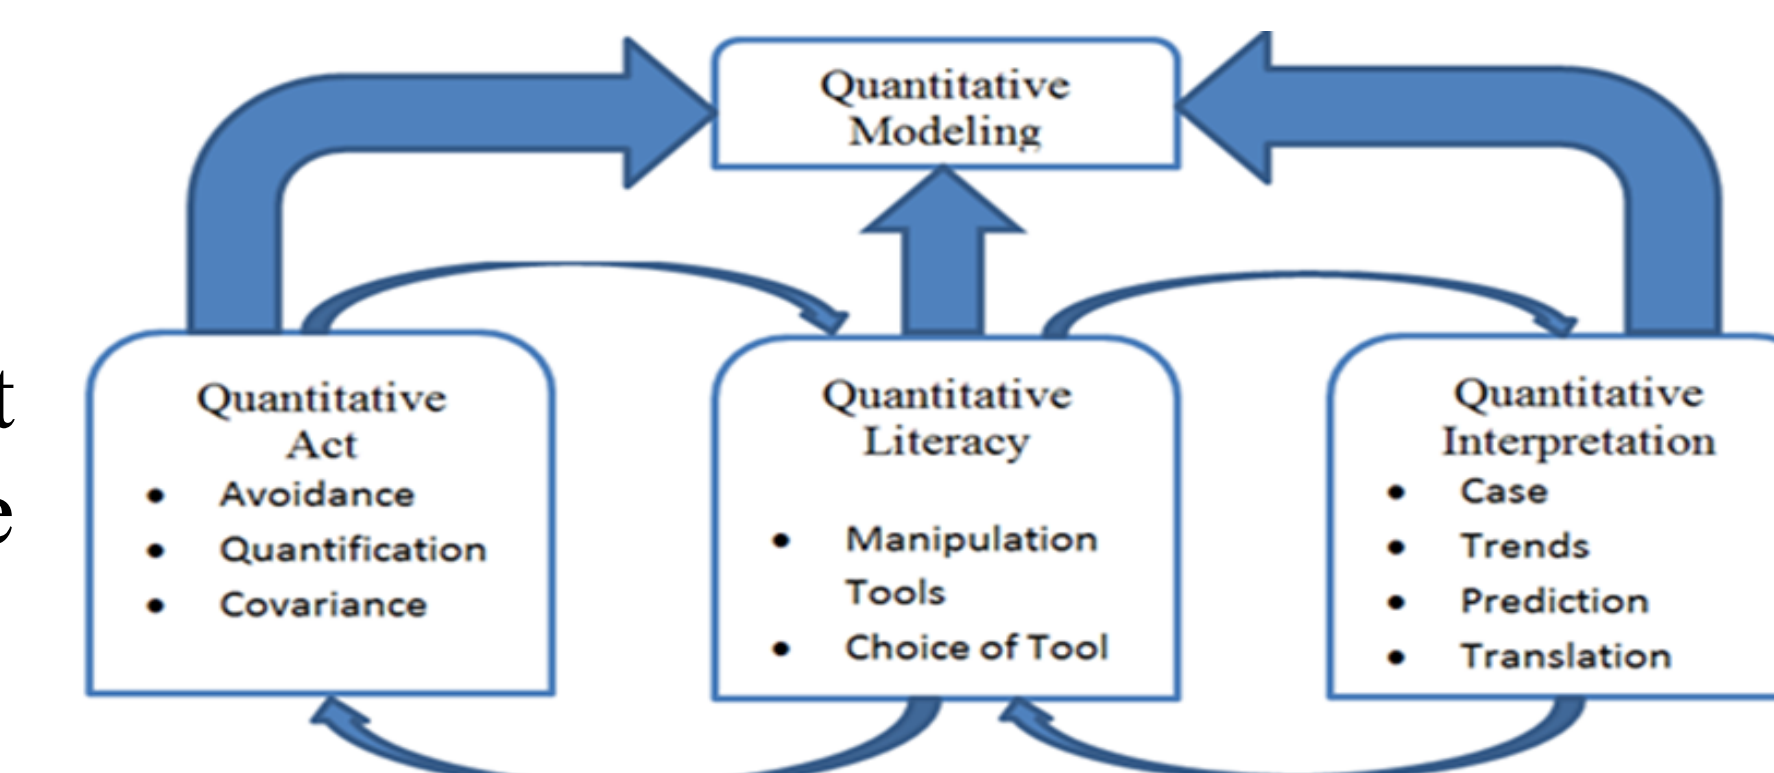 Quantitative
Modeling
t
e
Quantitative
Act
• Avoidance
• Quantification
• Covariance
Quantitative
Literacy
• Manipulation
Tools
• Choice of Tool
Quantitative
Interpretation
• Case
• Trends
• Prediction
• Translation